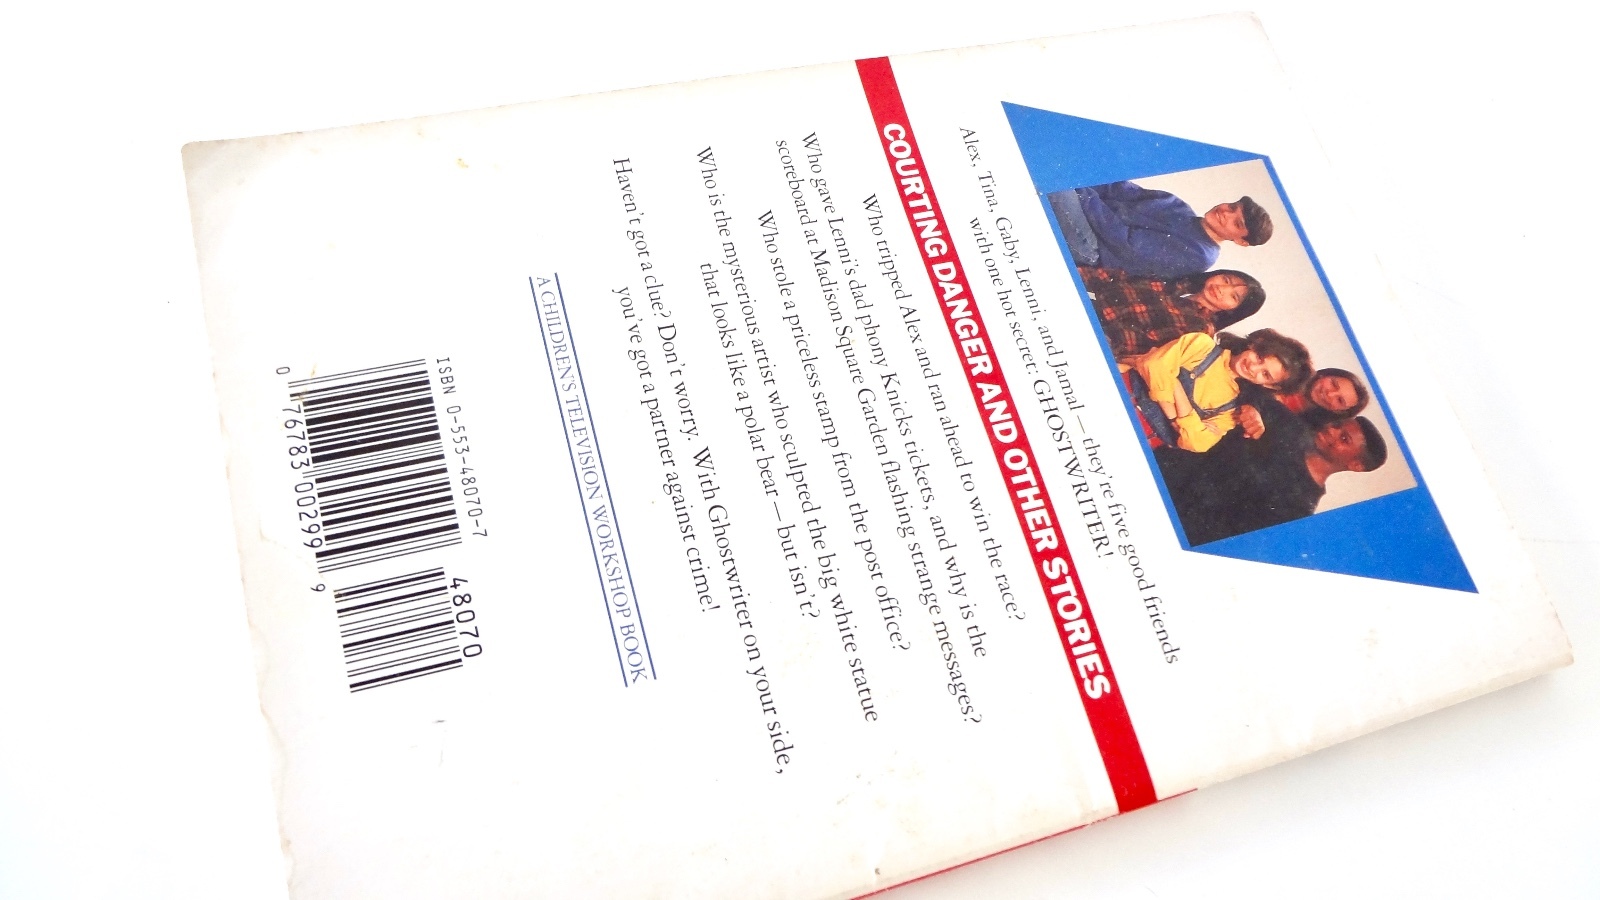 Alex, Tina, Gaby, Lenni, and Jamal—they're five good friends
with one hot secret: GHOSTWRITER!
COURTING DANGER AND OTHER STORIES
Who tripped Alex and ran ahead to win the race?
Who gave Lenni's dad phony Knicks tickets, and why is the
scoreboard at Madison Square Garden flashing strange messages?
Who stole a priceless stamp from the post office?
Who is the mysterious artist who sculpted the big white statue
that looks like a polar bear—but isn't?
Haven't got a clue? Don't worry. With Ghostwriter on your side,
you've got a partner against crime!
A CHILDREN'S TELEVISION WORKSHOP BOOK
ISBN 0-553-48070-7
48070
0 76783 00299 9